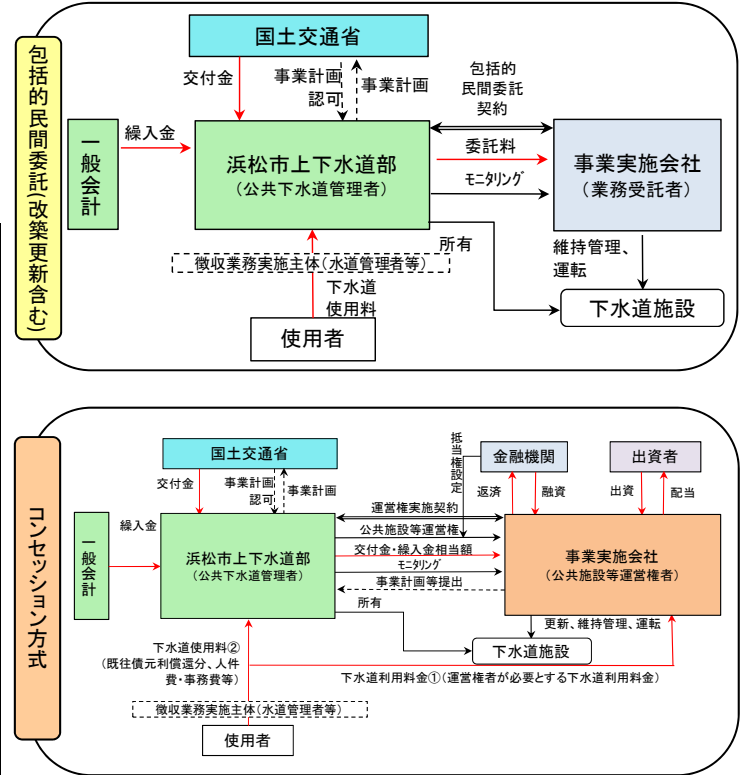 包括的民間委託(改築更新含む)
国土交通省
交付金
事業計画
認可
事業計画
包括的
民間委託
契約
一般会計
繰入金
浜松市上下水道部
(公共下水道管理者)
委託料
モニタリング
事業実施会社
(業務受託者)
所有
維持管理、
運転
徴収業務実施主体(水道管理者等)
下水道
使用料
下水道施設
使用者
コンセッション方式
国土交通省
交付金
事業計画
認可
事業計画
抵当権設定
金融機関
出資者
返済
融資
出資
配当
一般会計
繰入金
浜松市上下水道部
(公共下水道管理者)
運営権実施契約
公共施設等運営権
交付金・繰入金相当額
モニタリング
事業計画等提出
事業実施会社
(公共施設等運営権者)
所有
更新、維持管理、運転
下水道施設
下水道使用料②
(既往債元利償還分、人件
費・事務費等)
下水道利用料金①(運営権者が必要とする下水道利用料金)
徴収業務実施主体(水道管理者等)
使用者